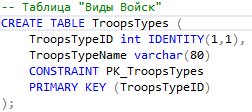 -- Таблица "Виды Войск"
CREATE TABLE TroopsTypes (
    TroopsTypeID int IDENTITY(1,1),
    TroopsTypeName varchar(80)
    CONSTRAINT PK_TroopsTypes
    PRIMARY KEY (TroopsTypeID)
);